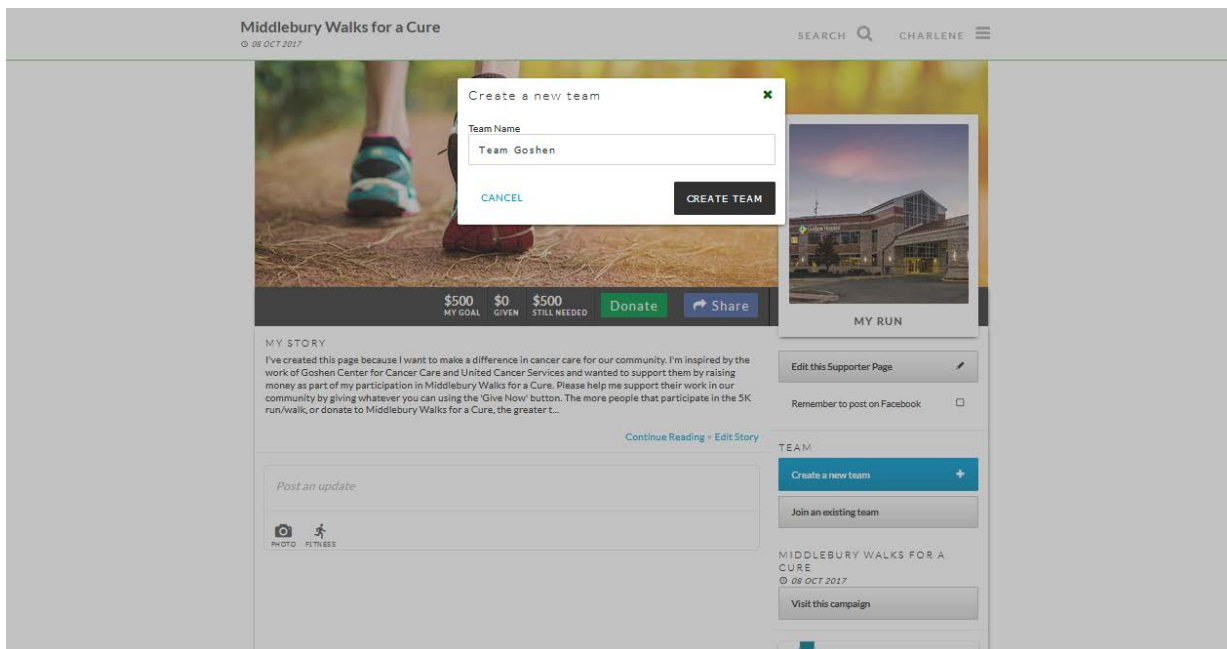 Middlebury Walks for a Cure
08 OCT 2017
SEARCH
CHARLENE
Create a new team
Team Name
Team Goshen
CANCEL
CREATE TEAM
$500
MY GOAL
$0
GIVEN
$500
STILL NEEDED
Donate
Share
Goshen Hospital
MY RUN
MY STORY
I've created this page because I want to make a difference in cancer care for our community. I'm inspired by the
work of Goshen Center for Cancer Care and United Cancer Services and wanted to support them by raising
money as part of my participation in Middlebury Walks for a Cure. Please help me support their work in our
community by giving whatever you can using the 'Give Now' button. The more people that participate in the 5K
run/walk, or donate to Middlebury Walks for a Cure, the greater t...
Continue Reading • Edit Story
Post an update
PHOTO
FITNESS
Edit this Supporter Page
Remember to post on Facebook
TEAM
Create a new team
Join an existing team
MIDDLEBURY WALKS FOR A
CURE
08 OCT 2017
Visit this campaign